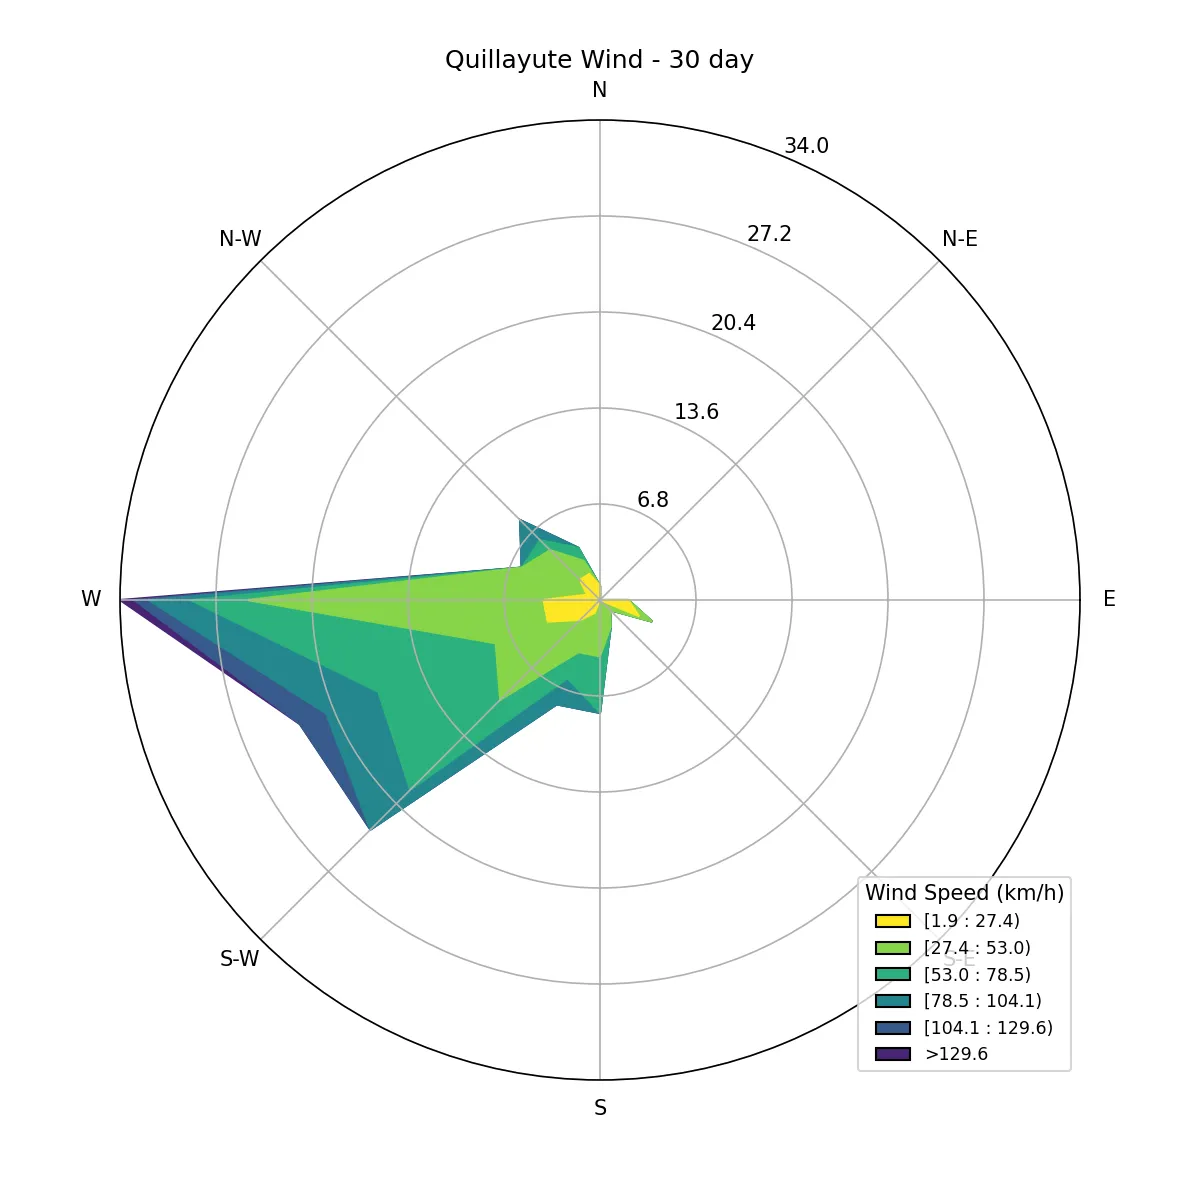 Quillayute Wind - 30 day
N
34.0
27.2
N-W
N-E
20.4
13.6
6.8
W
E
Wind Speed (km/h)
[1.9 : 27.4)
[27.4 : 53.0)
S-W
S-E
[53.0 : 78.5)
[78.5 : 104.1)
[104.1 : 129.6)
>129.6
S